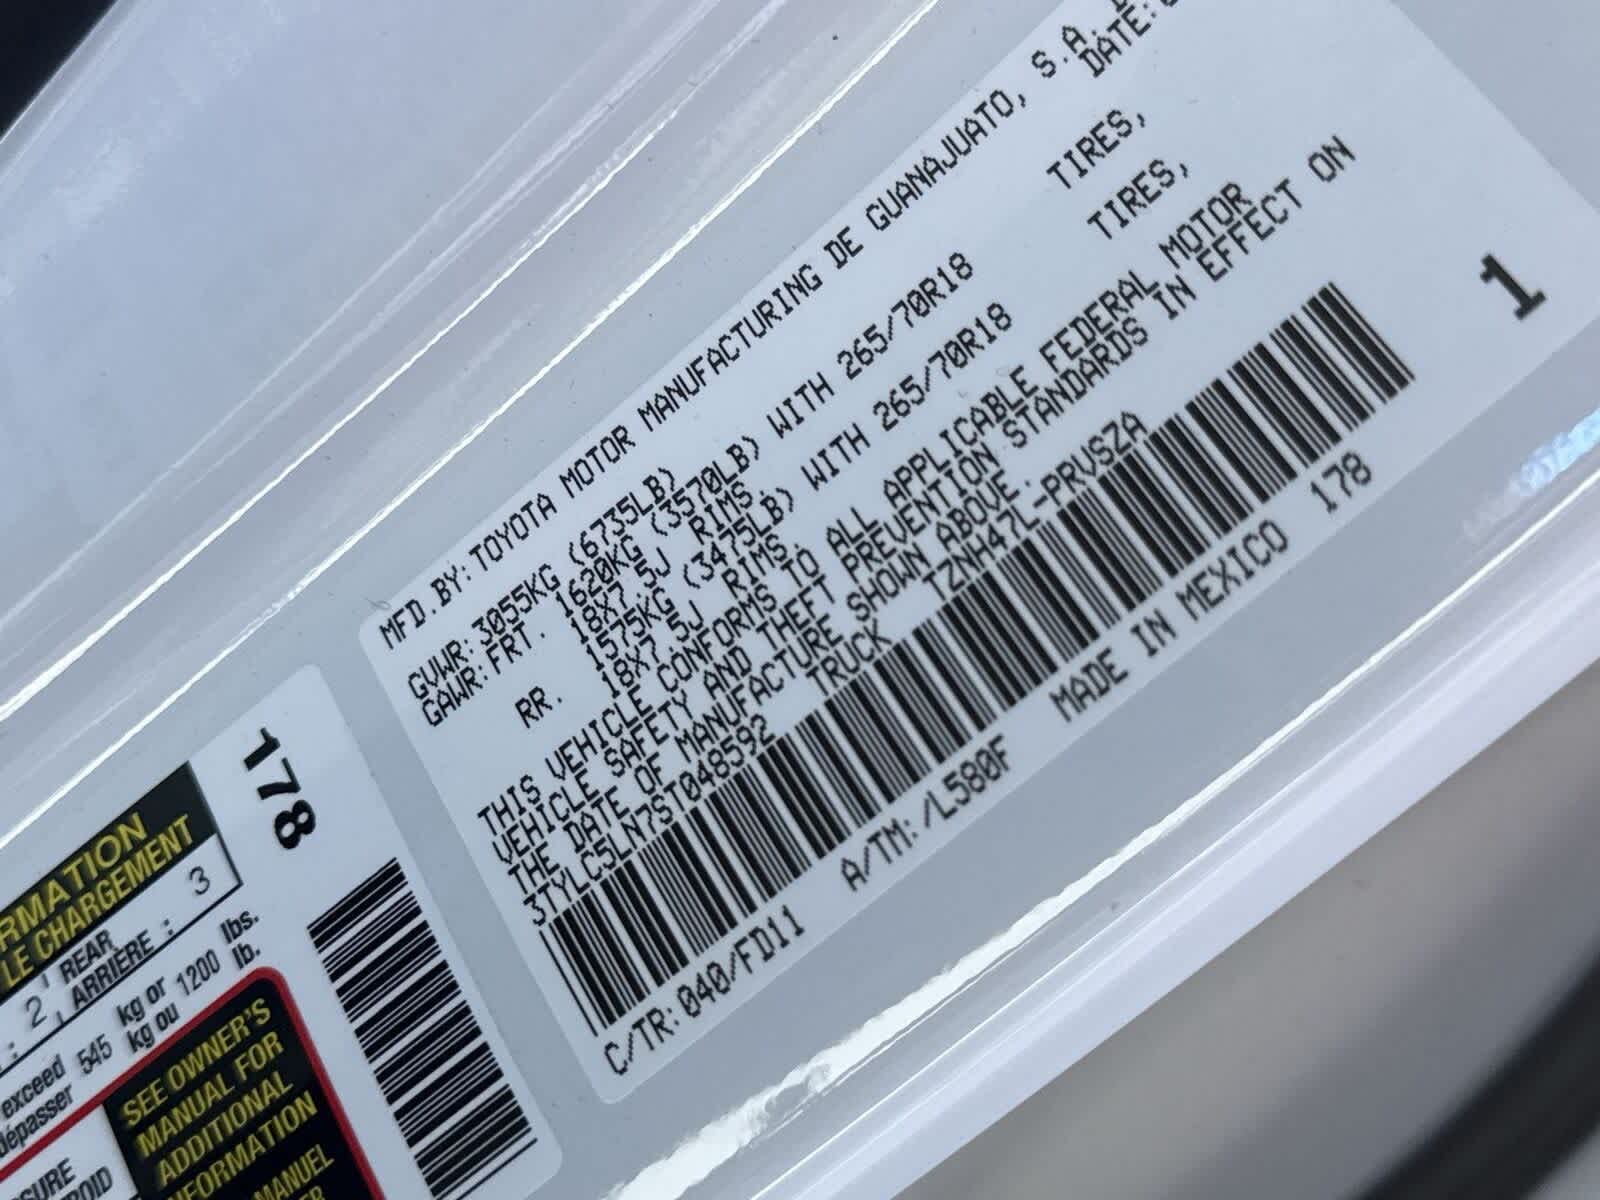 MFD.BY:TOYOTA MOTOR MANUFACTURING DE GUANAJUATO, S.A.
DATE:
GVWR:3055KG (6735LB)
GAWR:FRT. 1620KG (3570LB) WITH 265/70R18 TIRES,
18X7.5J RIMS
RR. 1575KG (3475LB) WITH 265/70R18 TIRES,
18X7.5J RIMS
THIS VEHICLE CONFORMS TO ALL APPLICABLE FEDERAL MOTOR
VEHICLE SAFETY AND THEFT PREVENTION STANDARDS IN EFFECT ON
THE DATE OF MANUFACTURE SHOWN ABOVE.
3TYLC5LN7ST048592 TRUCK TZNH47L-PRVSZA
1
C/TR:040/FD11 A/TM:/L580F MADE IN MEXICO 178
178
RMATION
LE CHARGEMENT
2 REAR
ARRIÈRE : 3
exceed 545 kg or 1200 lbs.
dépasser kg ou lb.
SEE OWNER'S
MANUAL FOR
ADDITIONAL
INFORMATION
MANUEL